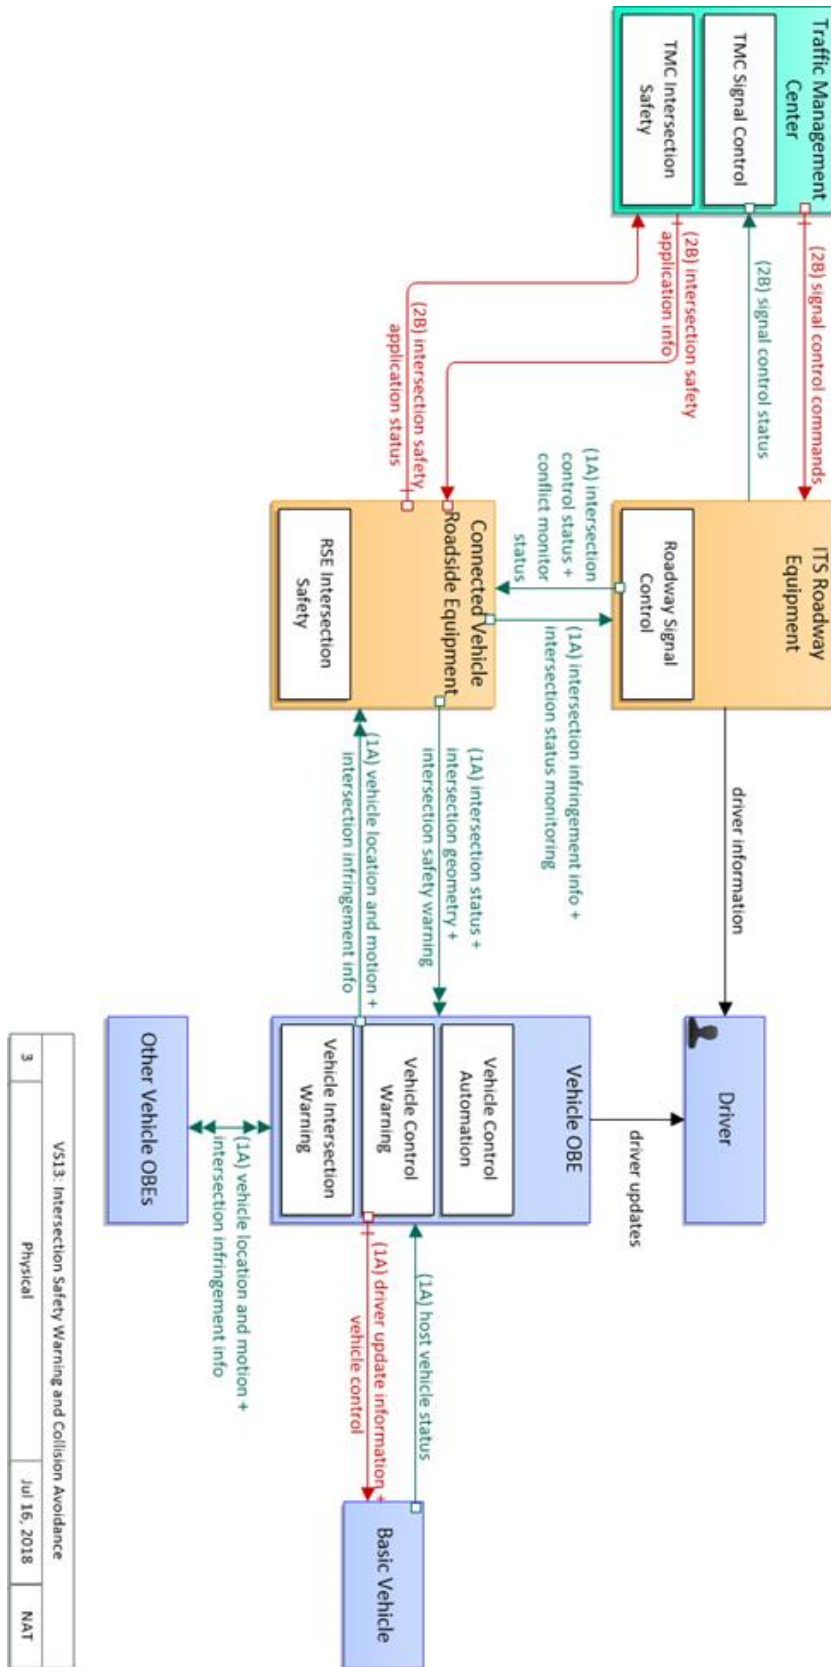 Traffic Management
Center
TMC Signal Control
TMC Intersection
Safety
(2B) signal control commands
(2B) signal control status
(2B) intersection safety
application info
(2B) intersection safety
application status
ITS Roadway
Equipment
Roadway Signal
Control
(1A) intersection
control status +
conflict monitor
status
(1A) intersection infringement info +
intersection status monitoring
Connected Vehicle
Roadside Equipment
RSE Intersection
Safety
driver information
(1A) intersection status +
intersection geometry +
intersection safety warning
(1A) vehicle location and motion +
intersection infringement info
Driver
driver updates
Vehicle OBE
Vehicle Control
Automation
Vehicle Control
Warning
Vehicle Intersection
Warning
(1A) host vehicle status
(1A) driver update information +
vehicle control
(1A) vehicle location and motion +
intersection infringement info
Other Vehicle OBEs
Basic Vehicle
VS13: Intersection Safety Warning and Collision Avoidance
3 Physical Jul 16, 2018 NAT